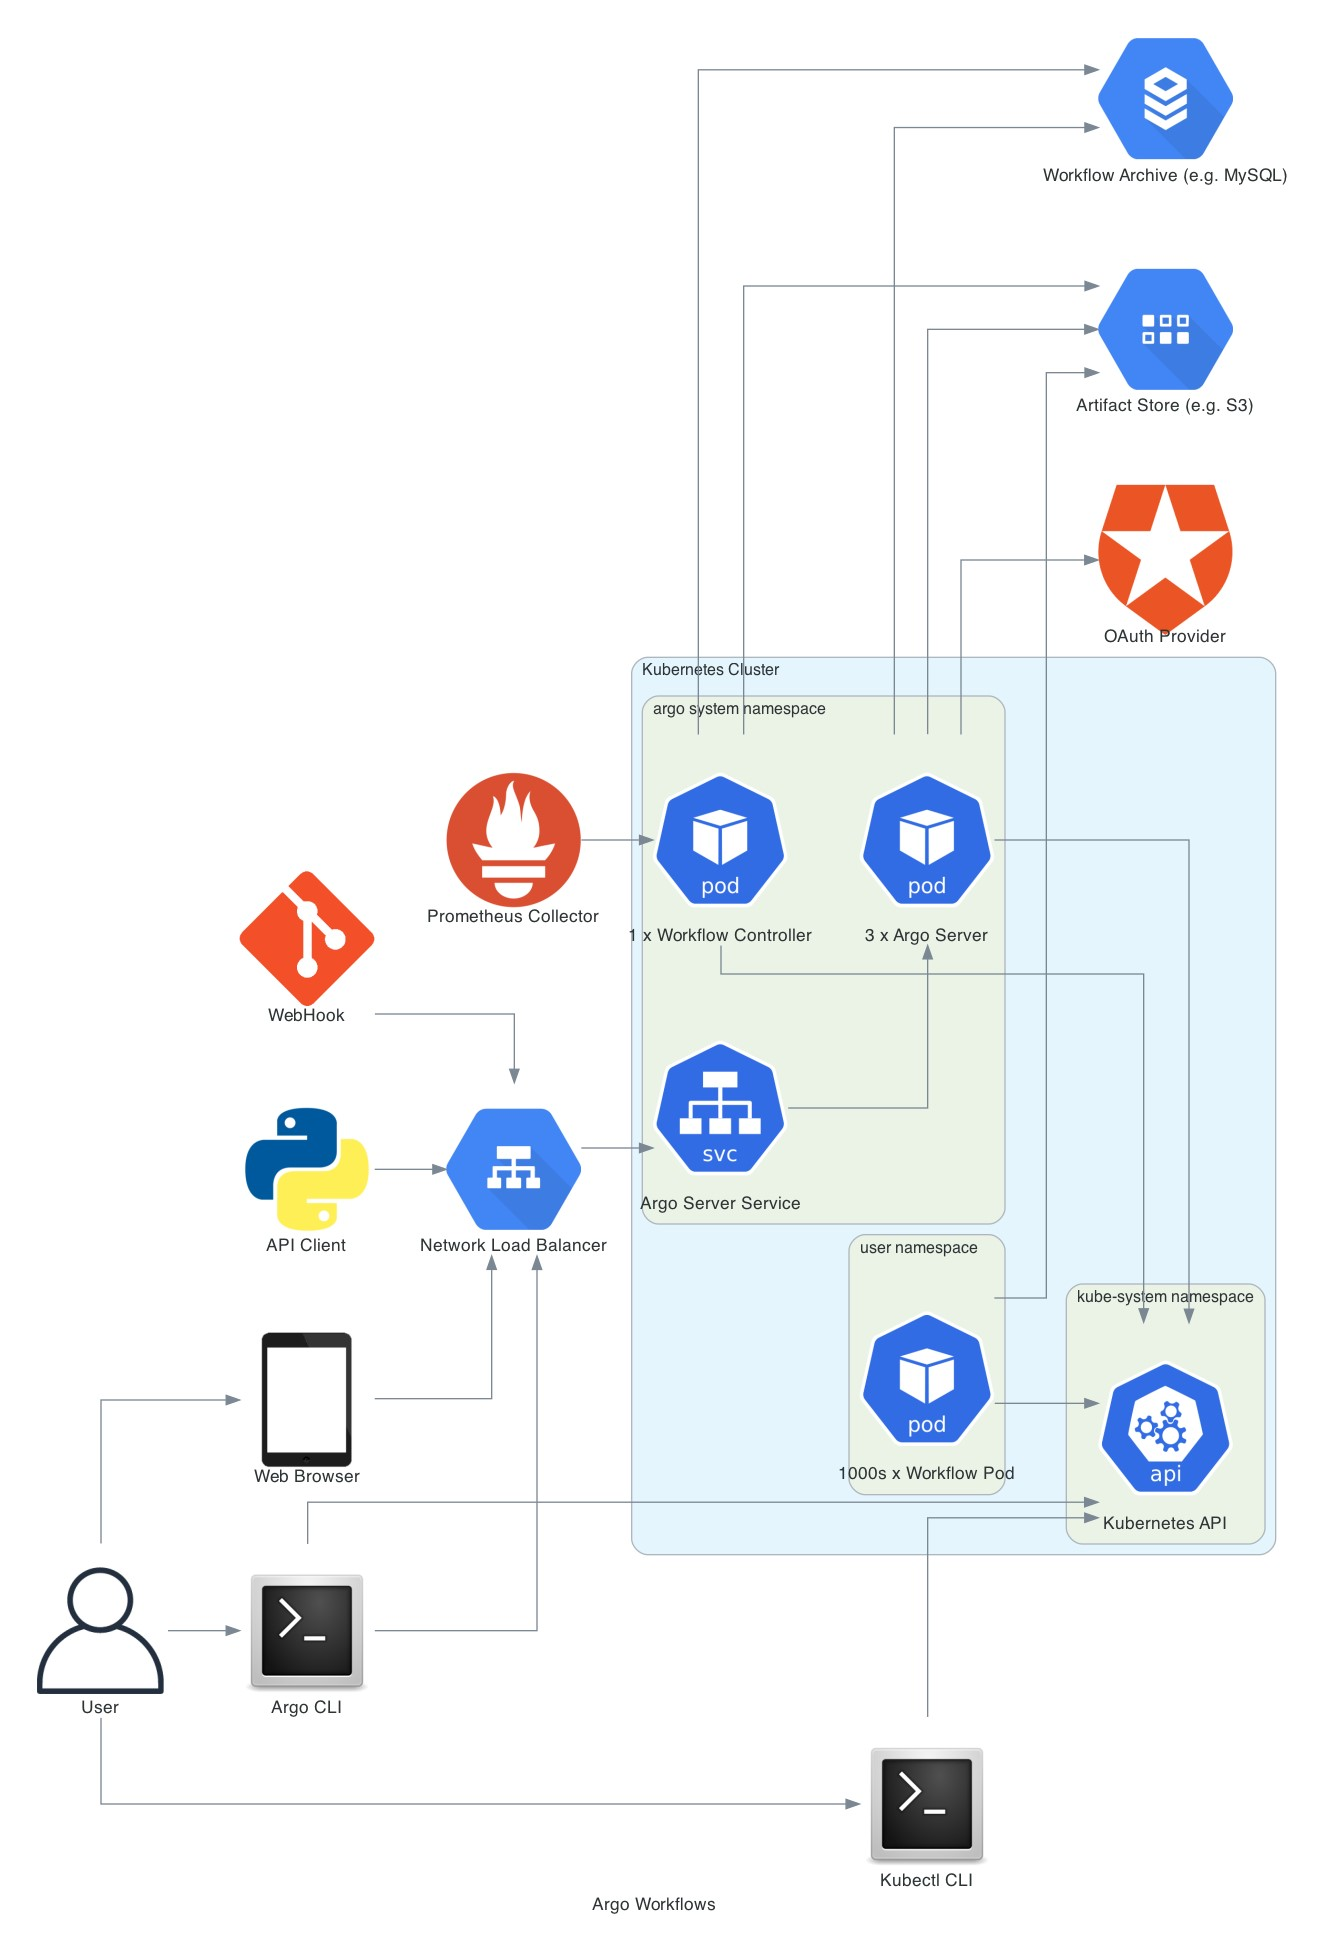 Workflow Archive (e.g. MySQL)
Artifact Store (e.g. S3)
OAuth Provider
Kubernetes Cluster
argo system namespace
pod
pod
Prometheus Collector
1 x Workflow Controller
3 x Argo Server
WebHook
svc
Argo Server Service
API Client
Network Load Balancer
user namespace
kube-system namespace
pod
api
Web Browser
1000s x Workflow Pod
Kubernetes API
>_
User
Argo CLI
>_
Kubectl CLI
Argo Workflows